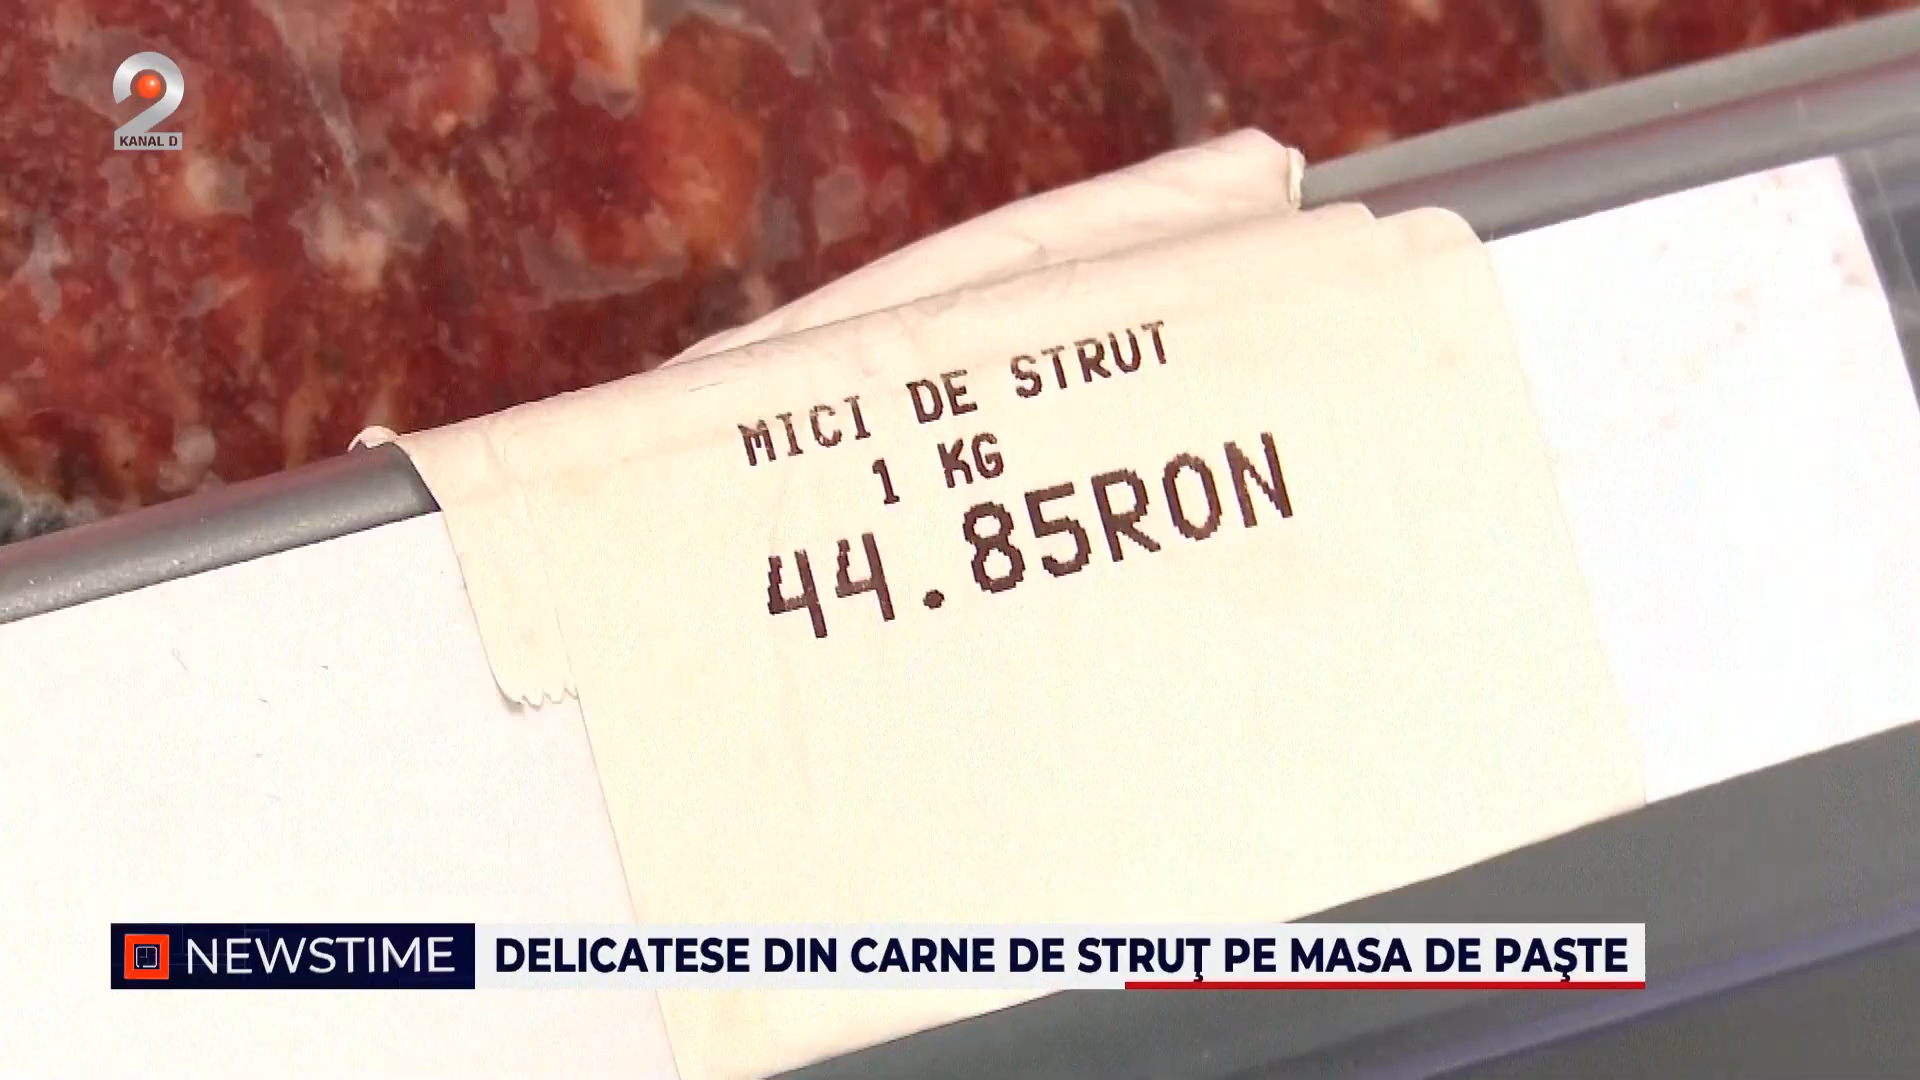 2
KANAL D
MICI DE STRUT
1 KG
44.85RON
NEWSTIME
DELICATESE DIN CARNE DE STRUŢ PE MASA DE PAŞTE